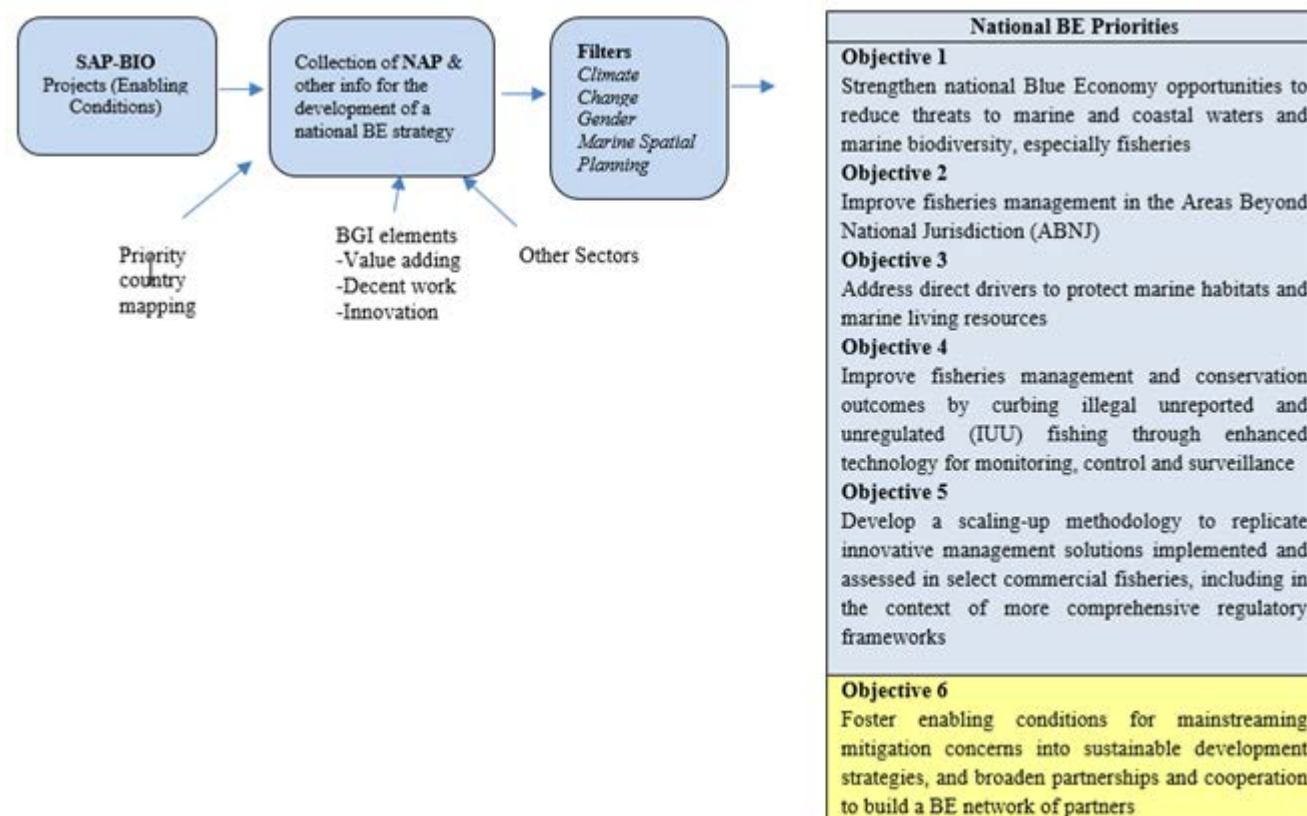 SAP-BIO
Projects (Enabling
Conditions)
Collection of NAP &
other info for the
development of a
national BE strategy
Filters
Climate
Change
Gender
Marine Spatial
Planning
Priority
country
mapping
BGI elements
-Value adding
-Decent work
-Innovation
Other Sectors
National BE Priorities
Objective 1
Strengthen national Blue Economy opportunities to
reduce threats to marine and coastal waters and
marine biodiversity, especially fisheries
Objective 2
Improve fisheries management in the Areas Beyond
National Jurisdiction (ABNJ)
Objective 3
Address direct drivers to protect marine habitats and
marine living resources
Objective 4
Improve fisheries management and conservation
outcomes by curbing illegal unreported and
unregulated (IUU) fishing through enhanced
technology for monitoring, control and surveillance
Objective 5
Develop a scaling-up methodology to replicate
innovative management solutions implemented and
assessed in select commercial fisheries, including in
the context of more comprehensive regulatory
frameworks
Objective 6
Foster enabling conditions for mainstreaming
mitigation concerns into sustainable development
strategies, and broaden partnerships and cooperation
to build a BE network of partners